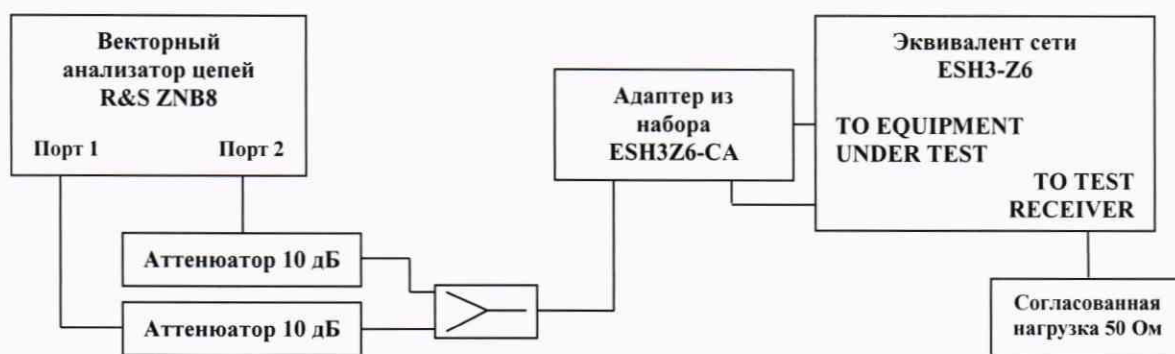 Векторный
анализатор цепей
R&S ZNB8
Порт 1 Порт 2
Аттенюатор 10 дБ
Аттенюатор 10 дБ
Адаптер из
набора
ESH3Z6-CA
Эквивалент сети
ESH3-Z6
TO EQUIPMENT
UNDER TEST
TO TEST
RECEIVER
Согласованная
нагрузка 50 Ом